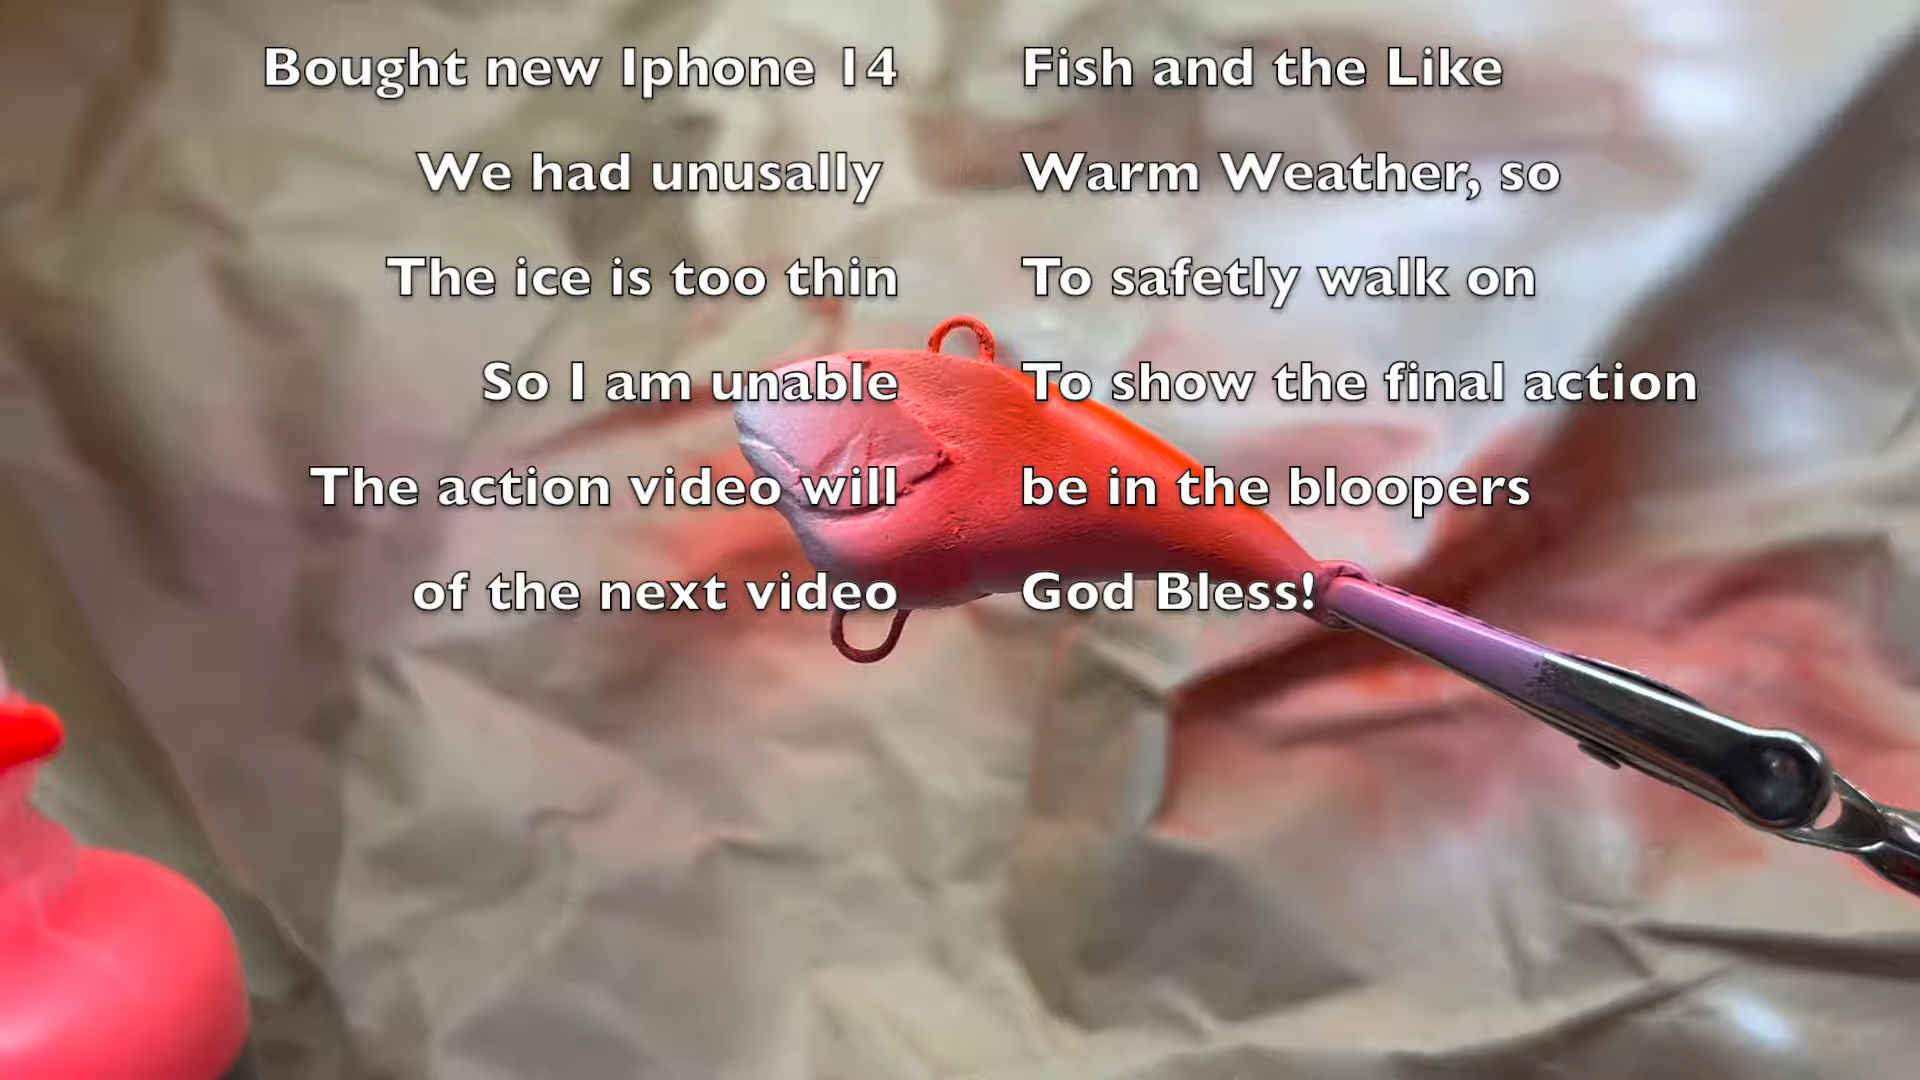 Bought new Iphone 14 Fish and the Like
We had unusally Warm Weather, so
The ice is too thin To safetly walk on
So I am unable To show the final action
The action video will be in the bloopers
of the next video God Bless!